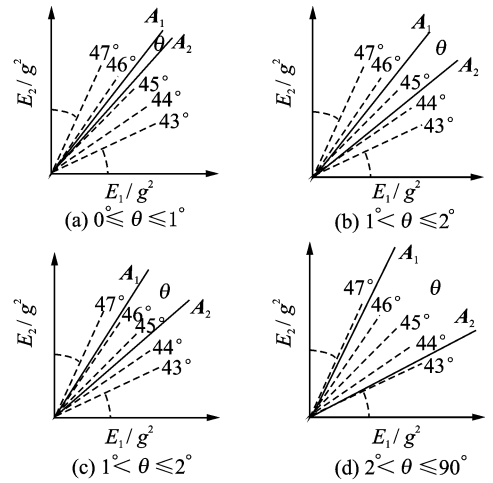 A₁
θ
A₂
47°
46°
45°
44°
43°
E₂/g²
E₁/g²
(a) 0°≤ θ ≤1°
A₁
θ
A₂
47°
46°
45°
44°
43°
E₂/g²
E₁/g²
(b) 1°< θ ≤2°
A₁
θ
A₂
47°
46°
45°
44°
43°
E₂/g²
E₁/g²
(c) 1°< θ ≤2°
A₁
θ
A₂
47°
46°
45°
44°
43°
E₂/g²
E₁/g²
(d) 2°< θ ≤90°